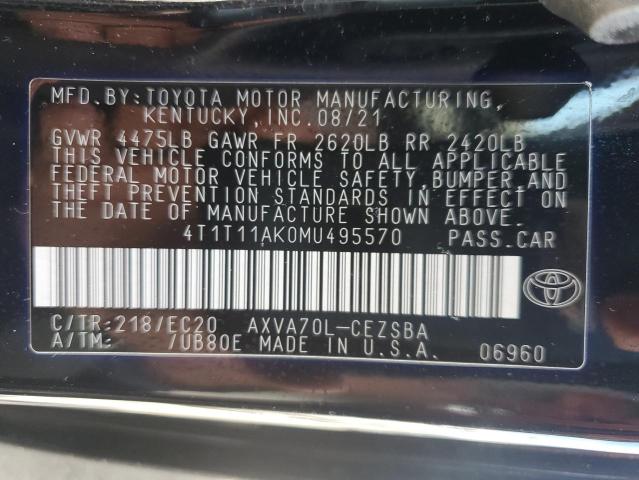 MFD.BY:TOYOTA MOTOR MANUFACTURING,
KENTUCKY,INC.08/21
GVWR 4475LB GAWR FR 2620LB RR 2420LB
THIS VEHICLE CONFORMS TO ALL APPLICABLE
FEDERAL MOTOR VEHICLE SAFETY,BUMPER,AND
THEFT PREVENTION STANDARDS IN EFFECT ON
THE DATE OF MANUFACTURE SHOWN ABOVE.
4T1T11AK0MU495570 PASS.CAR
C/TR:218/EC20 AXVA70L-CEZSBA
A/TM: /UB80E MADE IN U.S.A. 06960